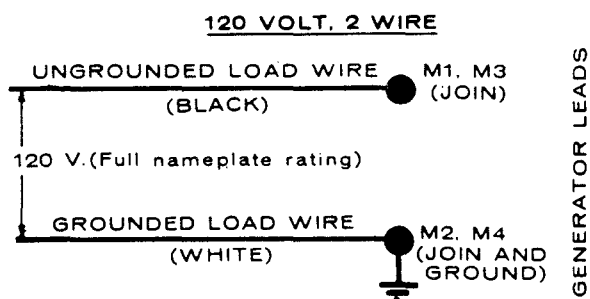 120 VOLT, 2 WIRE
UNGROUNDED LOAD WIRE
(BLACK)
M1, M3
(JOIN)
120 V.(Full nameplate rating)
GROUNDED LOAD WIRE
(WHITE)
M2, M4
(JOIN AND
GROUND)
GENERATOR LEADS